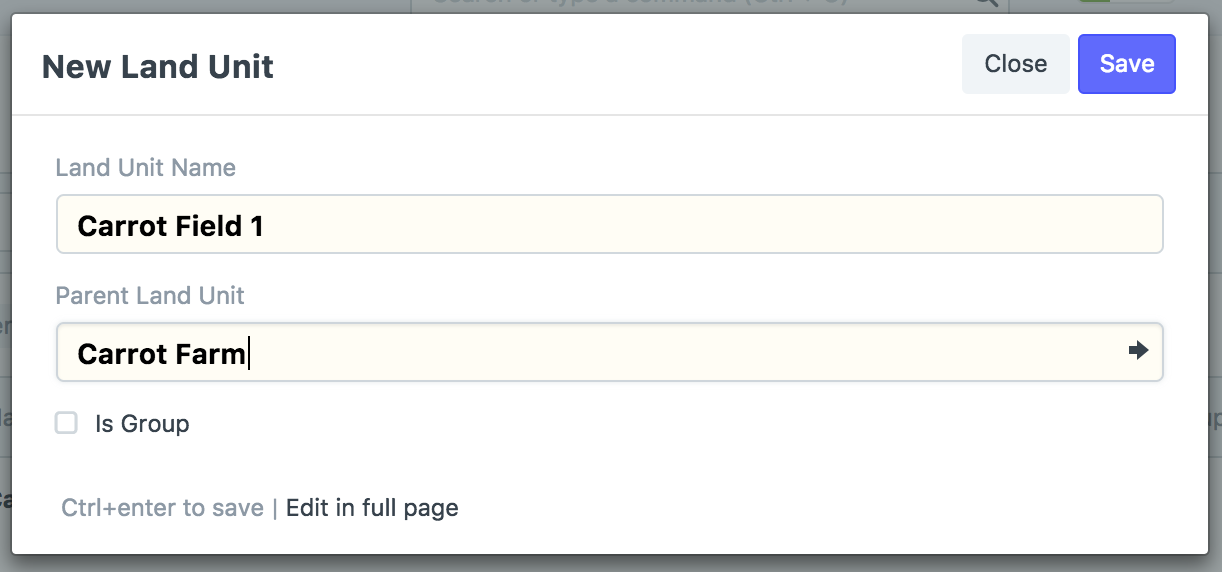 New Land Unit
Close
Save
Land Unit Name
Carrot Field 1
Parent Land Unit
Carrot Farm
Is Group
Ctrl+enter to save | Edit in full page